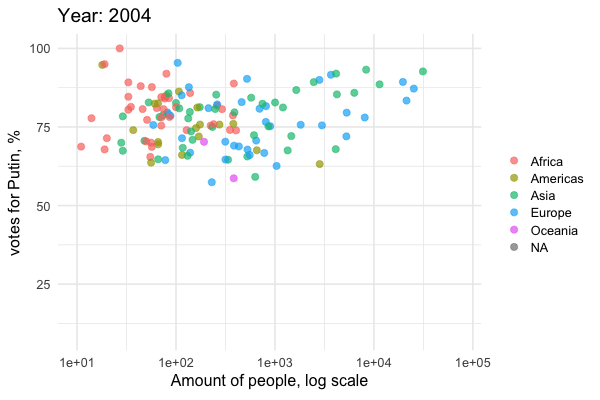 Year: 2004
100
75
50
25
votes for Putin, %
1e+01 1e+02 1e+03 1e+04 1e+05
Amount of people, log scale
Africa
Americas
Asia
Europe
Oceania
NA